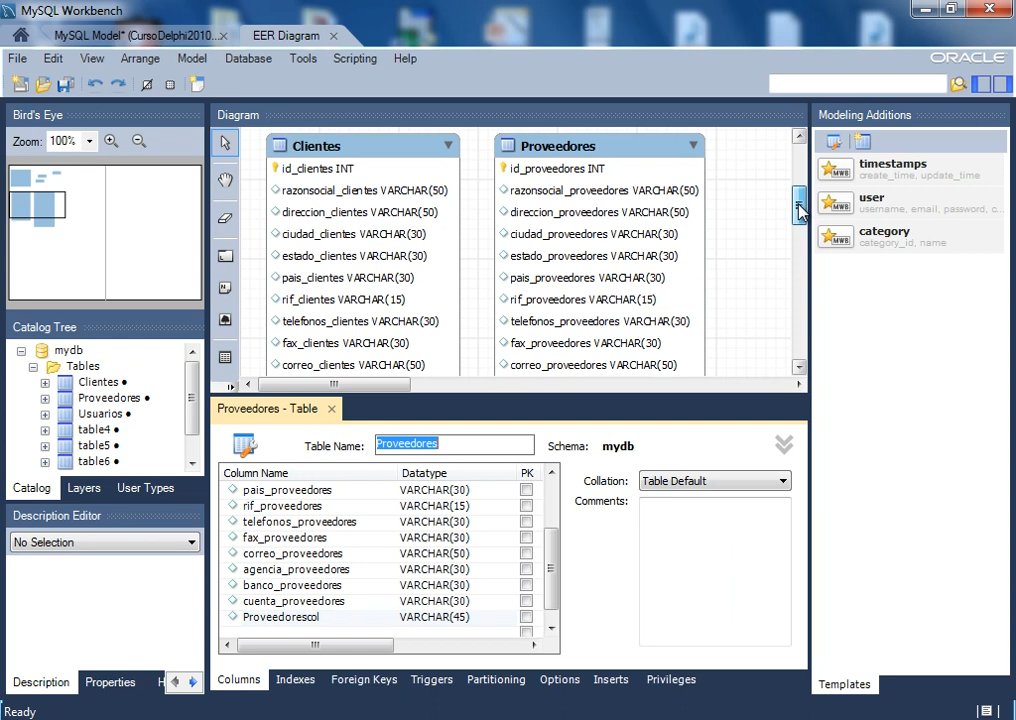 MySQL Workbench
MySQL Model* (CursoDelphi2010...
EER Diagram
File Edit View Arrange Model Database Tools Scripting Help
ORACLE
Bird's Eye
Zoom: 100%
Catalog Tree
mydb
Tables
Clientes
Proveedores
Usuarios
table4
table5
table6
Catalog Layers User Types
Description Editor
No Selection
Description Properties H
Diagram
Clientes
id_clientes INT
razonsocial_clientes VARCHAR(50)
direccion_clientes VARCHAR(50)
ciudad_clientes VARCHAR(30)
estado_clientes VARCHAR(30)
pais_clientes VARCHAR(30)
rif_clientes VARCHAR(15)
telefonos_clientes VARCHAR(30)
fax_clientes VARCHAR(30)
correo_clientes VARCHAR(50)
Proveedores
id_proveedores INT
razonsocial_proveedores VARCHAR(50)
direccion_proveedores VARCHAR(50)
ciudad_proveedores VARCHAR(30)
estado_proveedores VARCHAR(30)
pais_proveedores VARCHAR(30)
rif_proveedores VARCHAR(15)
telefonos_proveedores VARCHAR(30)
fax_proveedores VARCHAR(30)
correo_proveedores VARCHAR(50)
Proveedores - Table
Table Name: Proveedores Schema: mydb
Column Name Datatype PK
pais_proveedores VARCHAR(30)
rif_proveedores VARCHAR(15)
telefonos_proveedores VARCHAR(30)
fax_proveedores VARCHAR(30)
correo_proveedores VARCHAR(50)
agencia_proveedores VARCHAR(30)
banco_proveedores VARCHAR(30)
cuenta_proveedores VARCHAR(30)
Proveedorescol VARCHAR(45)
Collation: Table Default
Comments:
Columns Indexes Foreign Keys Triggers Partitioning Options Inserts Privileges
Modeling Additions
timestamps
create_time, update_time
user
username, email, password, c...
category
category_id, name
MWB
MWB
MWB
Templates
Ready